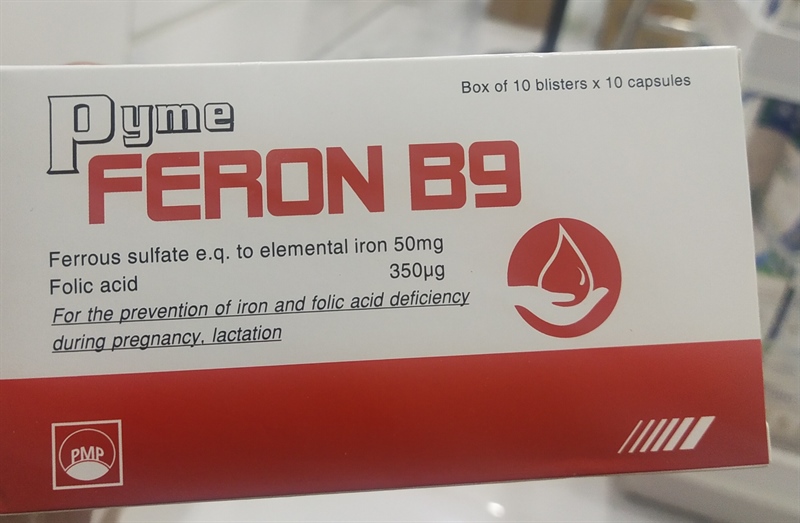 Box of 10 blisters x 10 capsules
Pyme
FERON B9
Ferrous sulfate e.q. to elemental iron 50mg
Folic acid 350µg
For the prevention of iron and folic acid deficiency
during pregnancy, lactation
PMP